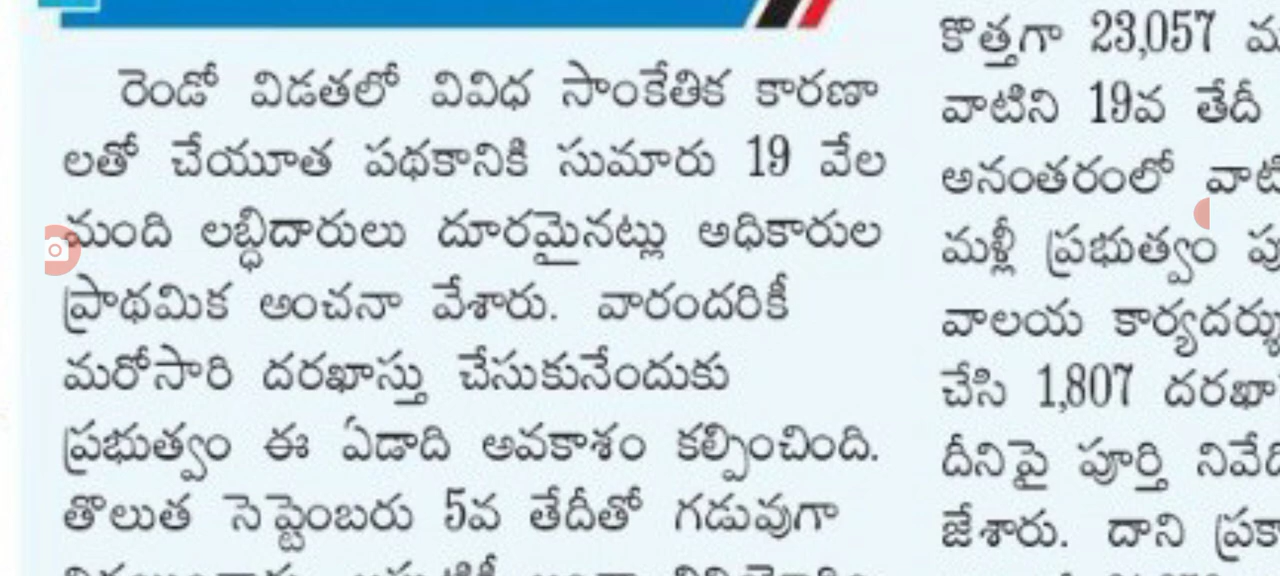 రెండో విడతలో వివిధ సాంకేతిక కారణా
లతో చేయూత పథకానికి సుమారు 19 వేల
మంది లబ్ధిదారులు దూరమైనట్లు అధికారుల
ప్రాథమిక అంచనా వేశారు. వారందరికీ
మరోసారి దరఖాస్తు చేసుకునేందుకు
ప్రభుత్వం ఈ ఏడాది అవకాశం కల్పించింది.
తొలుత సెప్టెంబరు 5వ తేదీతో గడువుగా
కొత్తగా 23,057
వాటిని 19వ తేదీ
అనంతరంలో
మళ్లీ ప్రభుత్వం
వాలయ
చేసి 1,807
దీనిపై పూర్తి
జేశారు. దాని